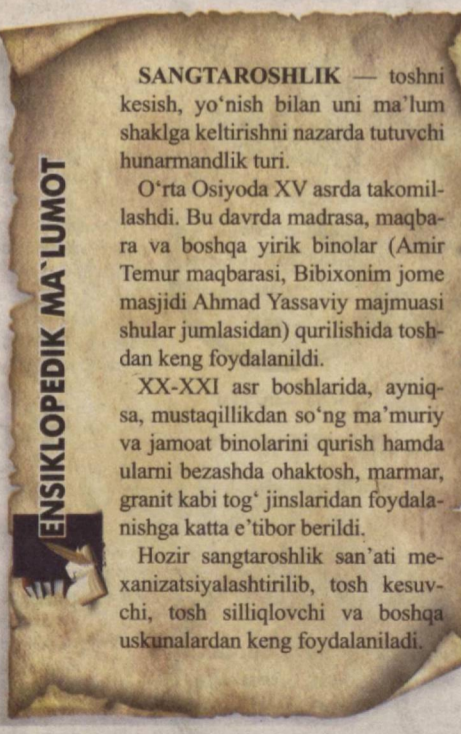 ENSIKLOPEDIK MA`LUMOT
SANGTAROSHLIK — toshni
kesish, yo‘nish bilan uni ma’lum
shaklga keltirishni nazarda tutuvchi
hunarmandlik turi.
O‘rta Osiyoda XV asrda takomil-
lashdi. Bu davrda madrasa, maqba-
ra va boshqa yirik binolar (Amir
Temur maqbarasi, Bibixonim jome
masjidi Ahmad Yassaviy majmuasi
shular jumlasidan) qurilishida tosh-
dan keng foydalanildi.
XX-XXI asr boshlarida, ayniq-
sa, mustaqillikdan so‘ng ma’muriy
va jamoat binolarini qurish hamda
ularni bezashda ohaktosh, marmar,
granit kabi tog‘ jinslaridan foydala-
nishga katta e’tibor berildi.
Hozir sangtaroshlik san’ati me-
xanizatsiyalashtirilib, tosh kesuv-
chi, tosh silliqlovchi va boshqa
uskunalardan keng foydalaniladi.